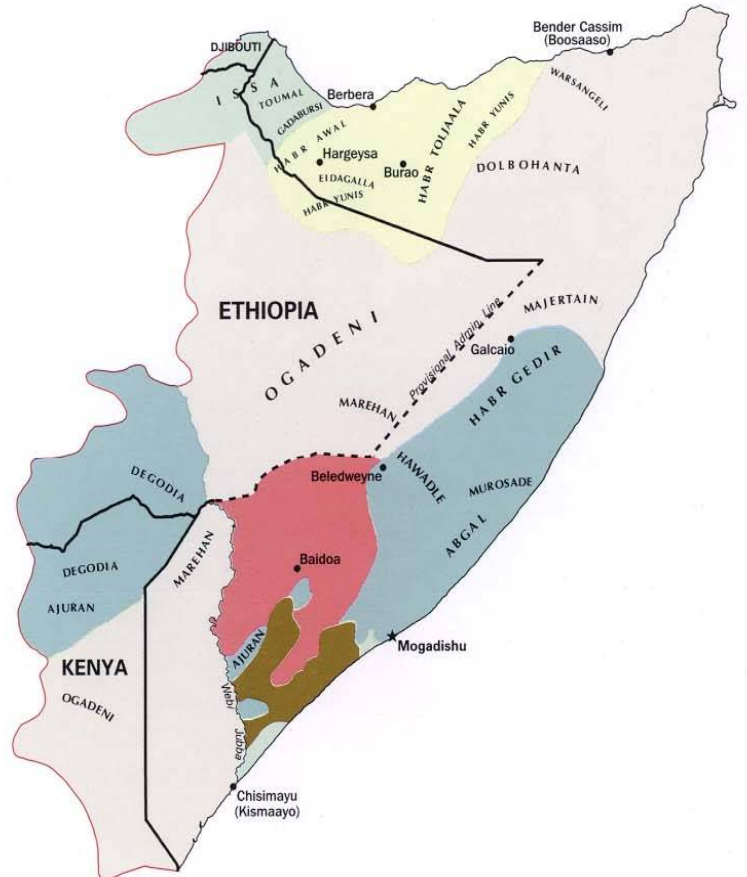 Bender Cassim
(Boosaaso)
DJIBOUTI
ISSA
TOUMAL
GADABURSI
Berbera
WARSANGELI
HABR AWAL
HABR TOLJAALA
HABR YUNIS
Hargeysa
Burao
EIDAGALLA
HABR YUNIS
DOLBOHANTA
ETHIOPIA
OGADENI
Provisional Admin Line
MAJERTAIN
Galcaio
MAREHAN
HABR GEDIR
DEGODIA
Beledweyne
HAWADLE
MUROSADE
ABGAL
MAREHAN
DEGODIA
Baidoa
AJURAN
AJURAN
Mogadishu
KENYA
OGADENI
Webi Jubba
Chisimayu
(Kismaayo)